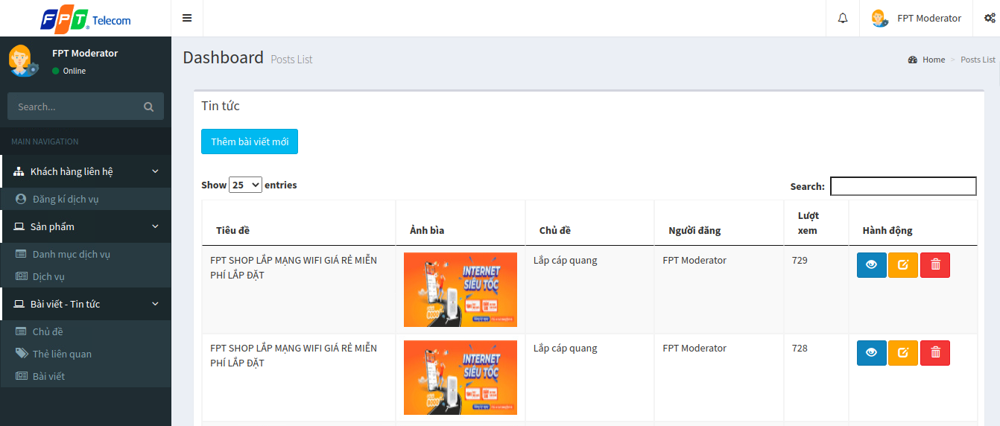 FPT Telecom
FPT Moderator
FPT Moderator
Online
Dashboard Posts List
Home > Posts List
Search...
MAIN NAVIGATION
Khách hàng liên hệ
Đăng kí dịch vụ
Sản phẩm
Danh mục dịch vụ
Dịch vụ
Bài viết - Tin tức
Chủ đề
Thẻ liên quan
Bài viết
Tin tức
Thêm bài viết mới
Show 25 entries
Search:
Tiêu đề Ảnh bìa Chủ đề Người đăng Lượt xem Hành động
FPT SHOP LẮP MẠNG WIFI GIÁ RẺ MIỄN
PHÍ LẮP ĐẶT
INTERNET
SIÊU TỐC
Lắp cáp quang
FPT Moderator
729
FPT SHOP LẮP MẠNG WIFI GIÁ RẺ MIỄN
PHÍ LẮP ĐẶT
INTERNET
SIÊU TỐC
Lắp cáp quang
FPT Moderator
728